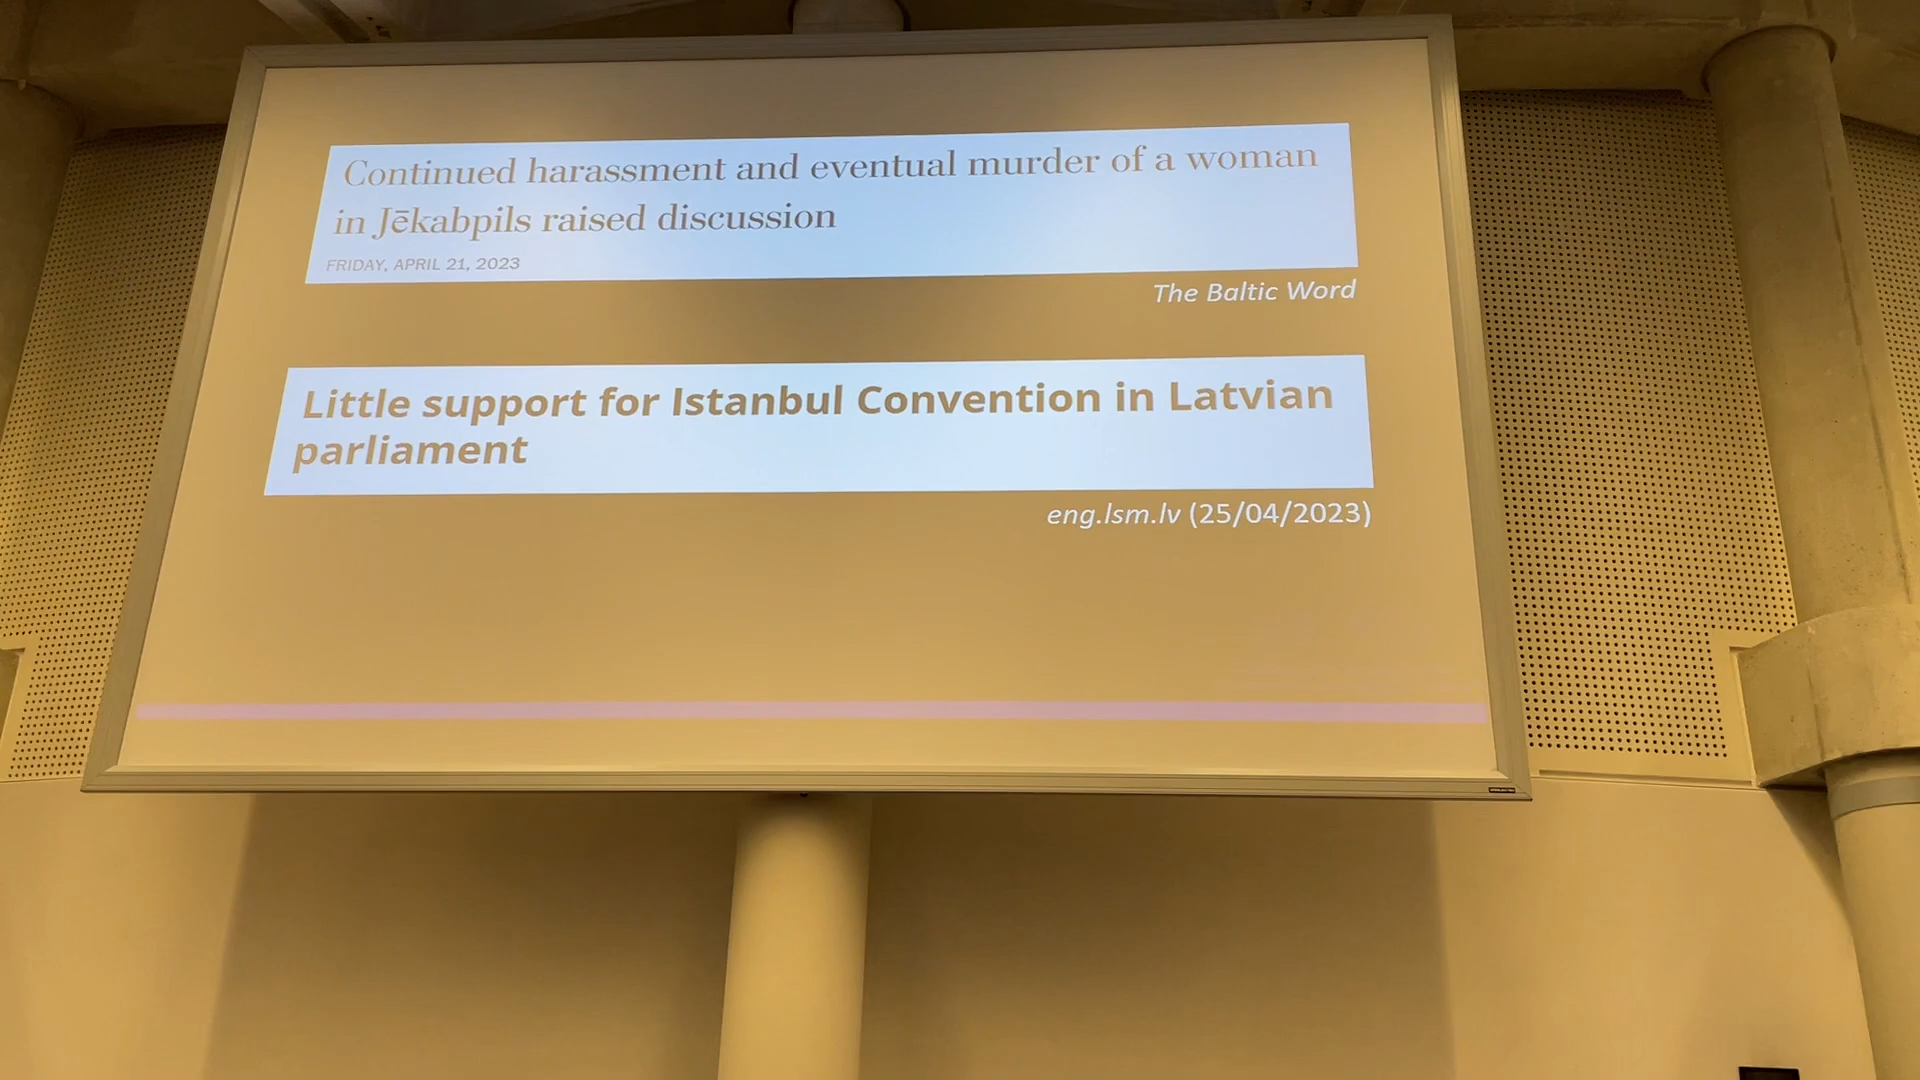 Continued harassment and eventual murder of a woman
in Jēkabpils raised discussion
FRIDAY, APRIL 21, 2023
The Baltic Word
Little support for Istanbul Convention in Latvian
parliament
eng.lsm.lv (25/04/2023)